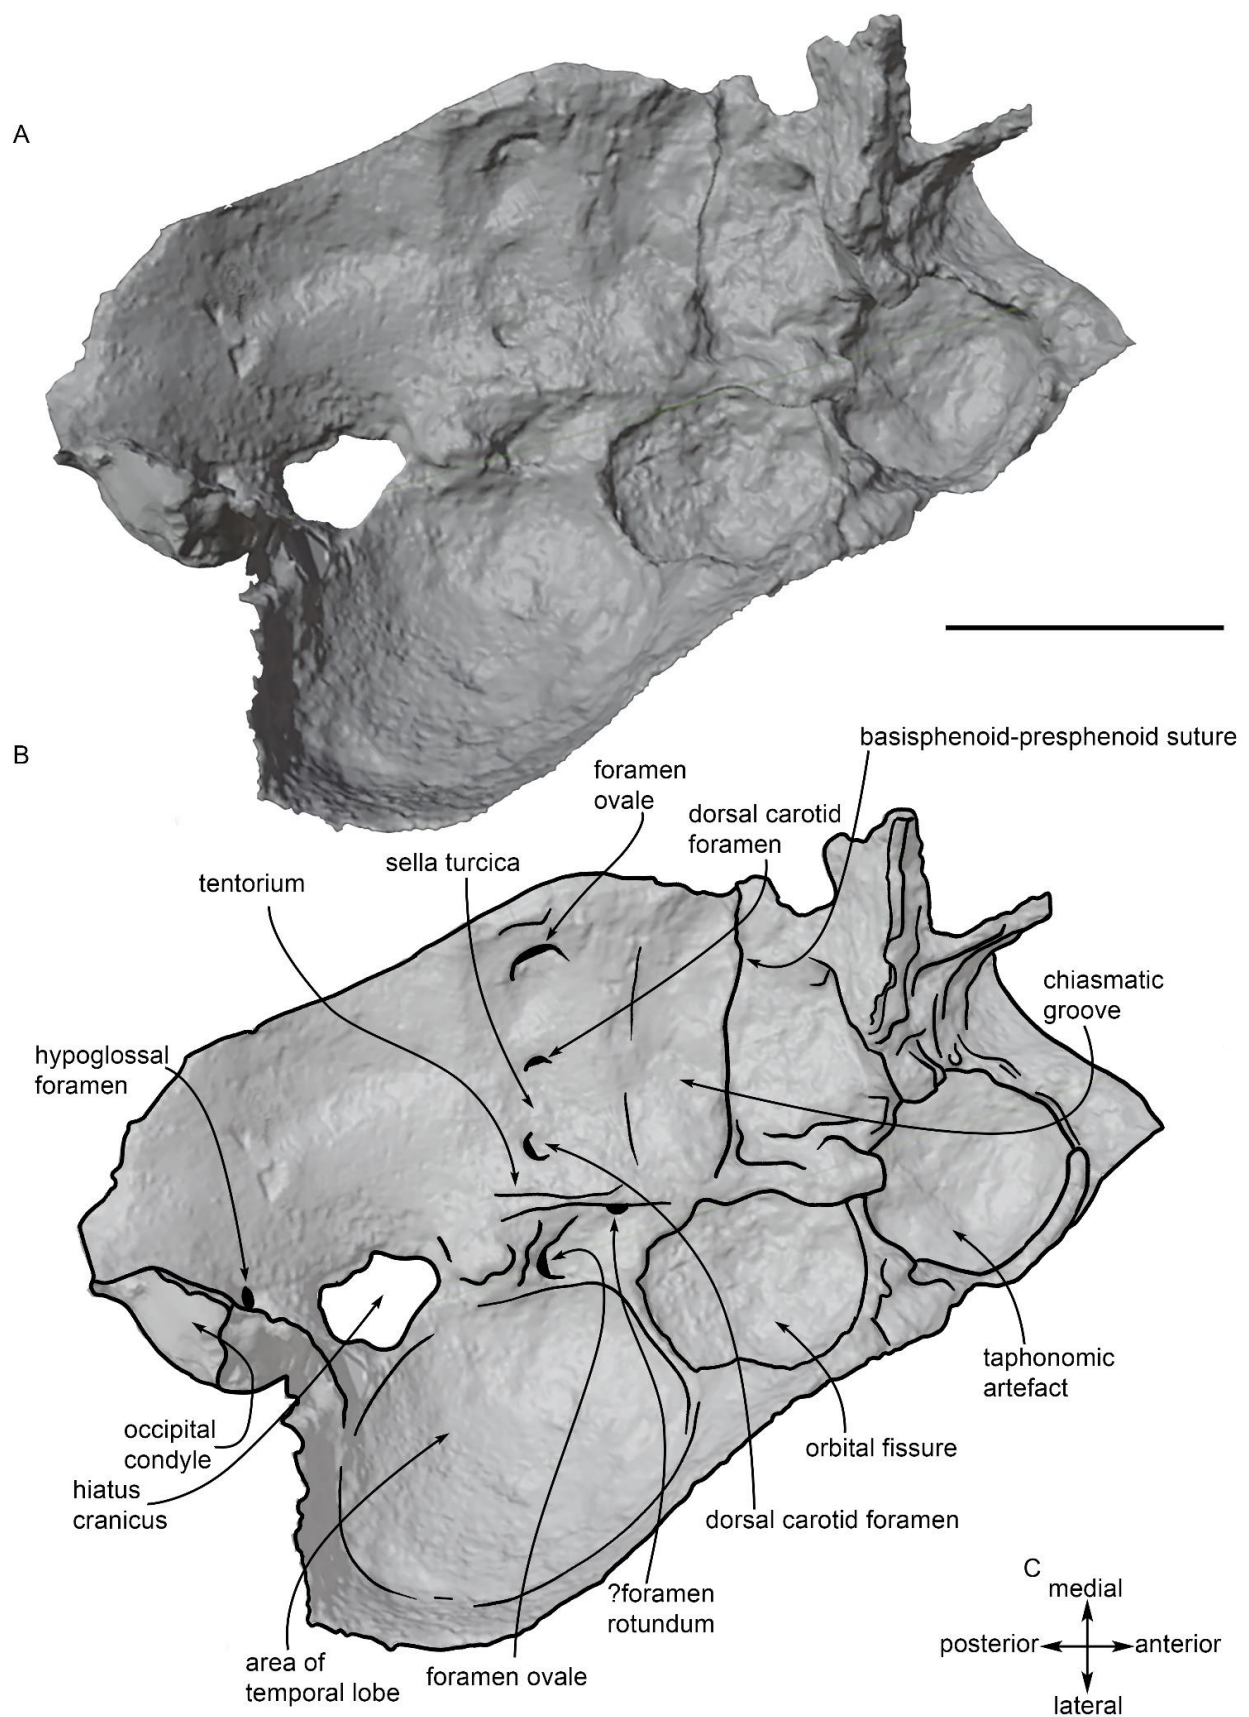 A
B
basisphenoid-presphenoid suture
foramen
ovale
dorsal carotid
foramen
sella turcica
tentorium
chiasmatic
groove
hypoglossal
foramen
taphonomic
artefact
occipital
condyle
orbital fissure
hiatus
cranicus
dorsal carotid foramen
C
medial
?foramen
rotundum
posterior
anterior
area of
temporal lobe
foramen ovale
lateral